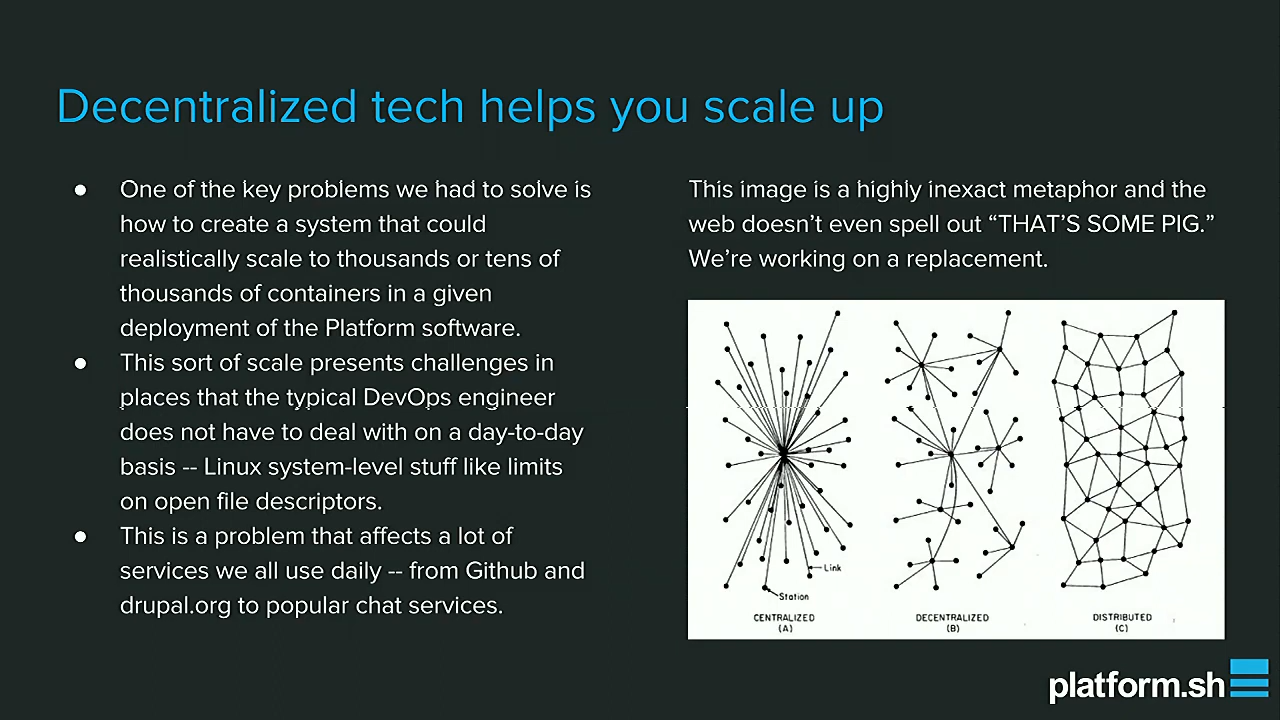 Decentralized tech helps you scale up
● One of the key problems we had to solve is
how to create a system that could
realistically scale to thousands or tens of
thousands of containers in a given
deployment of the Platform software.
● This sort of scale presents challenges in
places that the typical DevOps engineer
does not have to deal with on a day-to-day
basis -- Linux system-level stuff like limits
on open file descriptors.
● This is a problem that affects a lot of
services we all use daily -- from Github and
drupal.org to popular chat services.
This image is a highly inexact metaphor and the
web doesn’t even spell out “THAT’S SOME PIG.”
We’re working on a replacement.
Link
Station
CENTRALIZED
(A)
DECENTRALIZED
(B)
DISTRIBUTED
(C)
platform.sh